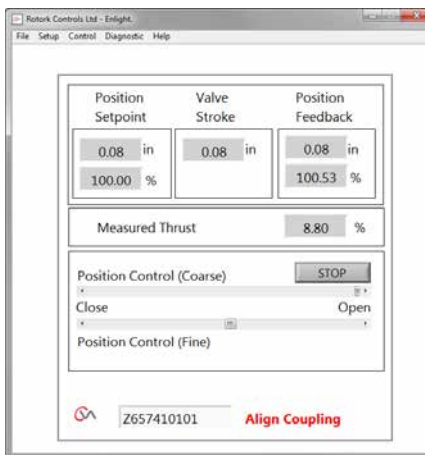 Rotork Controls Ltd - Enlight.
File Setup Control Diagnostic Help
Position Setpoint
Valve Stroke
Position Feedback
0.08 in
0.08 in
0.08 in
100.00 %
100.53 %
Measured Thrust 8.80 %
Position Control (Coarse) STOP
Close Open
Position Control (Fine)
Z657410101 Align Coupling